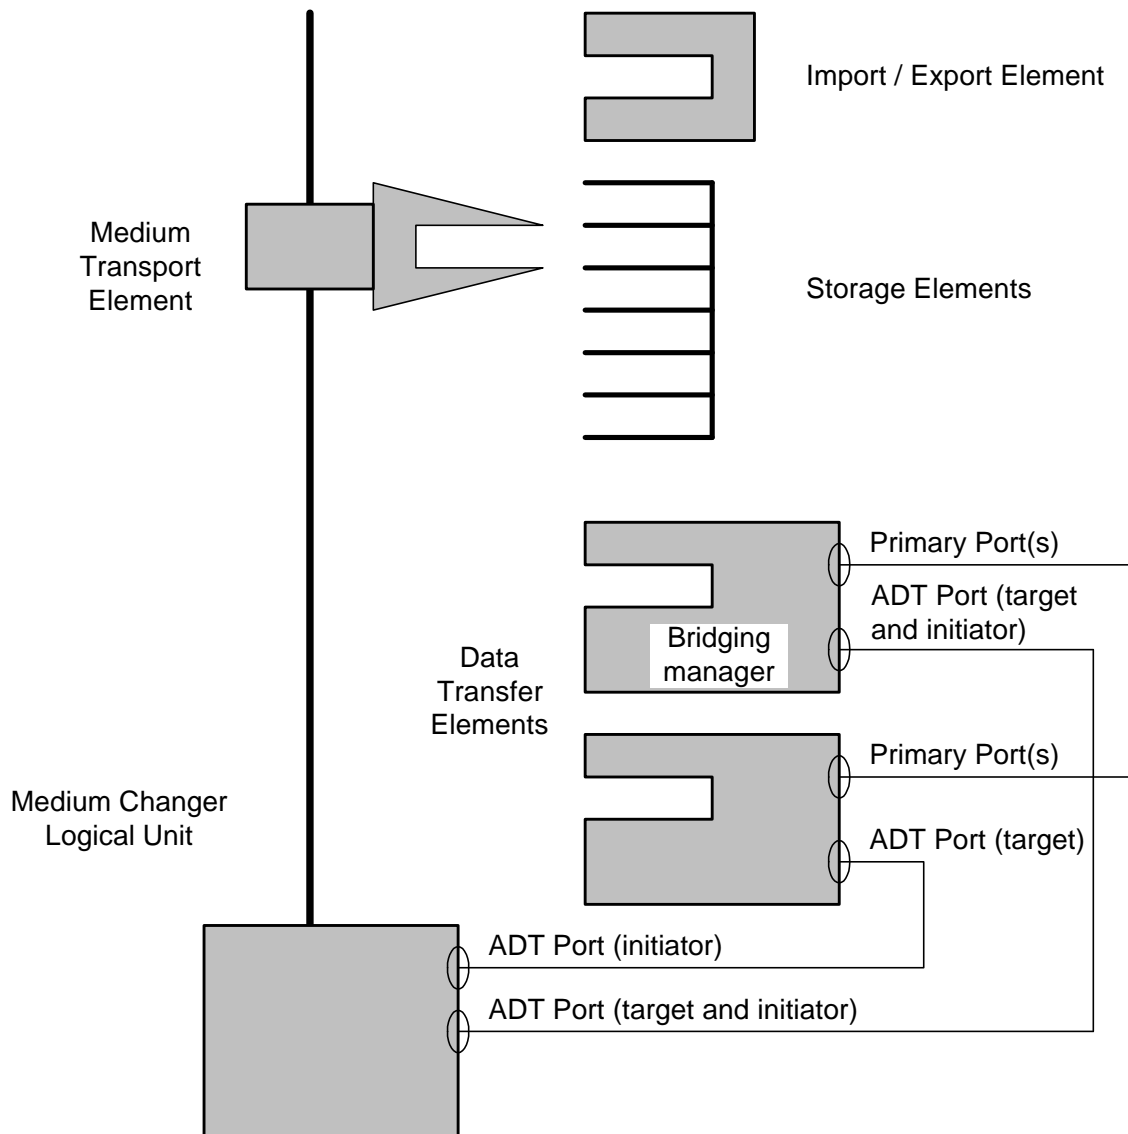 Import / Export Element
Medium
Transport
Element
Storage Elements
Primary Port(s)
ADT Port (target
and initiator)
Bridging
manager
Data
Transfer
Elements
Primary Port(s)
Medium Changer
Logical Unit
ADT Port (target)
ADT Port (initiator)
ADT Port (target and initiator)